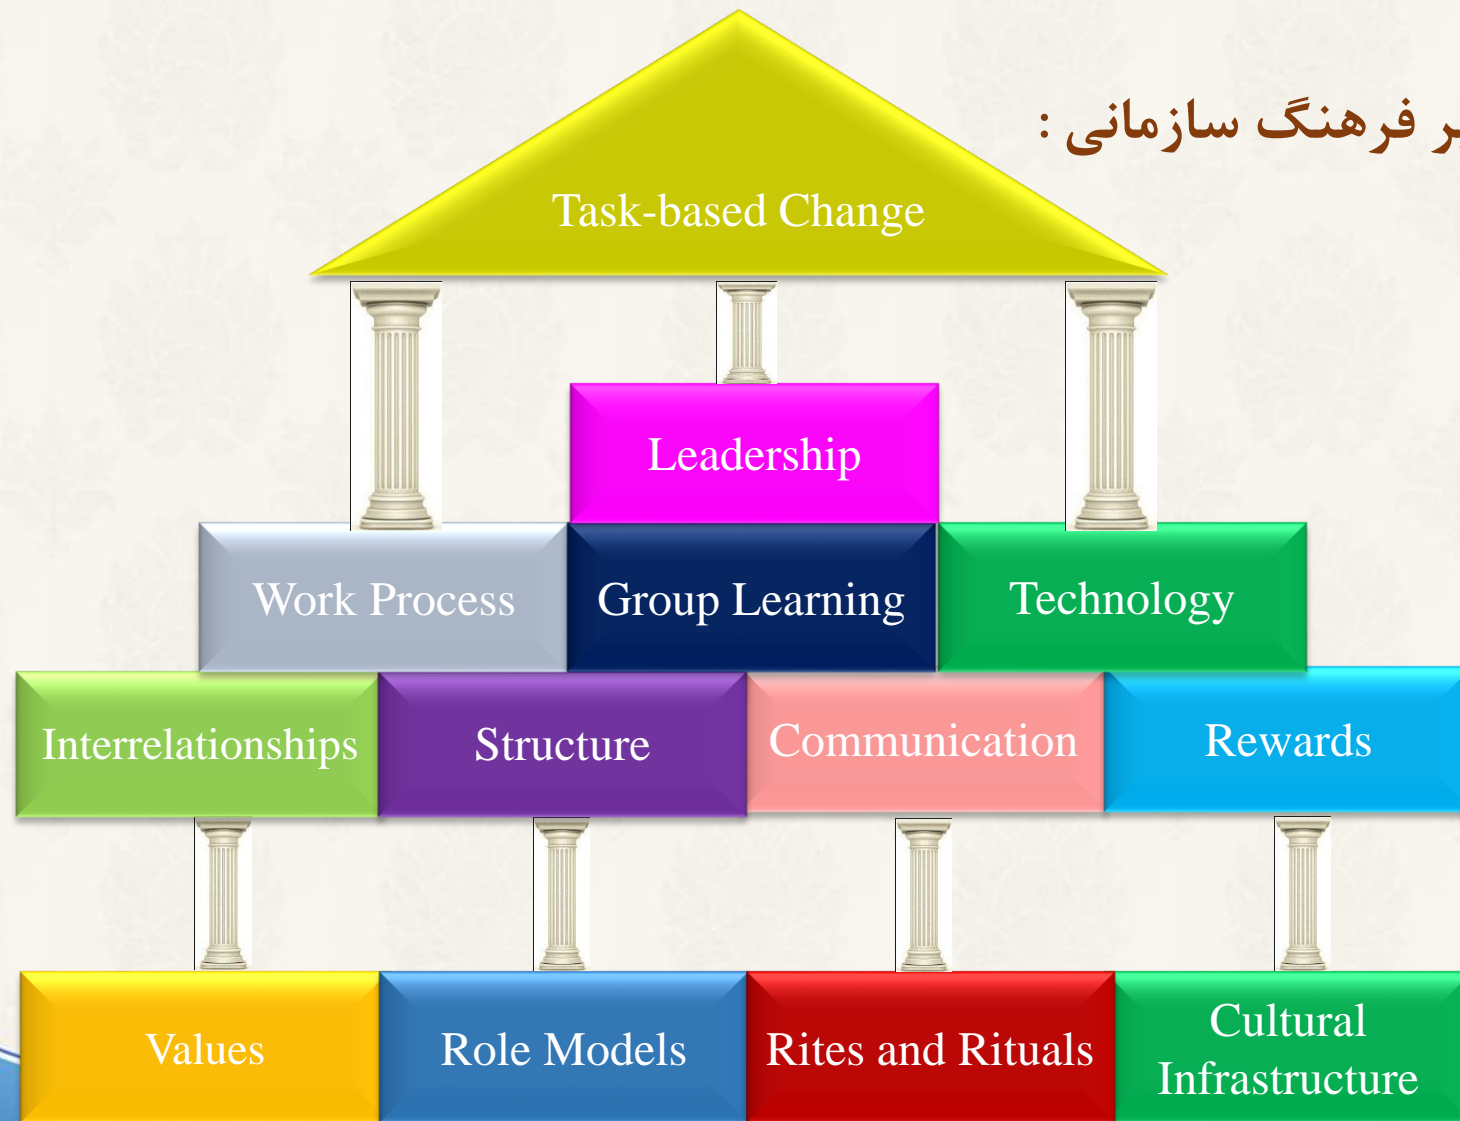 فرهنگ سازمانی :
Task-based Change
Leadership
Work Process
Group Learning
Technology
Interrelationships
Structure
Communication
Rewards
Values
Role Models
Rites and Rituals
Cultural
Infrastructure